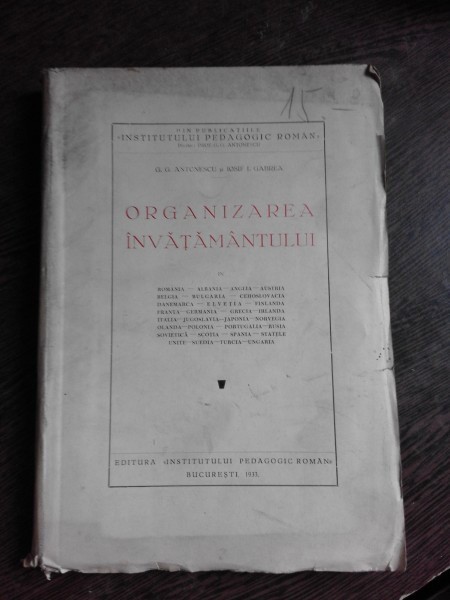 15 —
DIN PUBLICAȚIILE
«INSTITUTULUI PEDAGOGIC ROMÂN»
G. G. ANTONESCU și IOSIF I. GABREA
ORGANIZAREA
ÎNVĂȚĂMÂNTULUI
ROMÂNIA — ALBANIA — ANGLIA — AUSTRIA
BELGIA — BULGARIA — CEHOSLOVACIA
DANEMARCA — ELVEȚIA — FINLANDA
FRANȚA — GERMANIA — GRECIA — IRLANDA
ITALIA — JUGOSLAVIA — JAPONIA — NORVEGIA
OLANDA — POLONIA — PORTUGALIA — RUSIA
SOVIETICĂ — SCOȚIA — SPANIA — STATELE
UNITE — SUEDIA — TURCIA — UNGARIA
EDITURA «INSTITUTULUI PEDAGOGIC ROMÂN»
BUCUREȘTI, 1933.